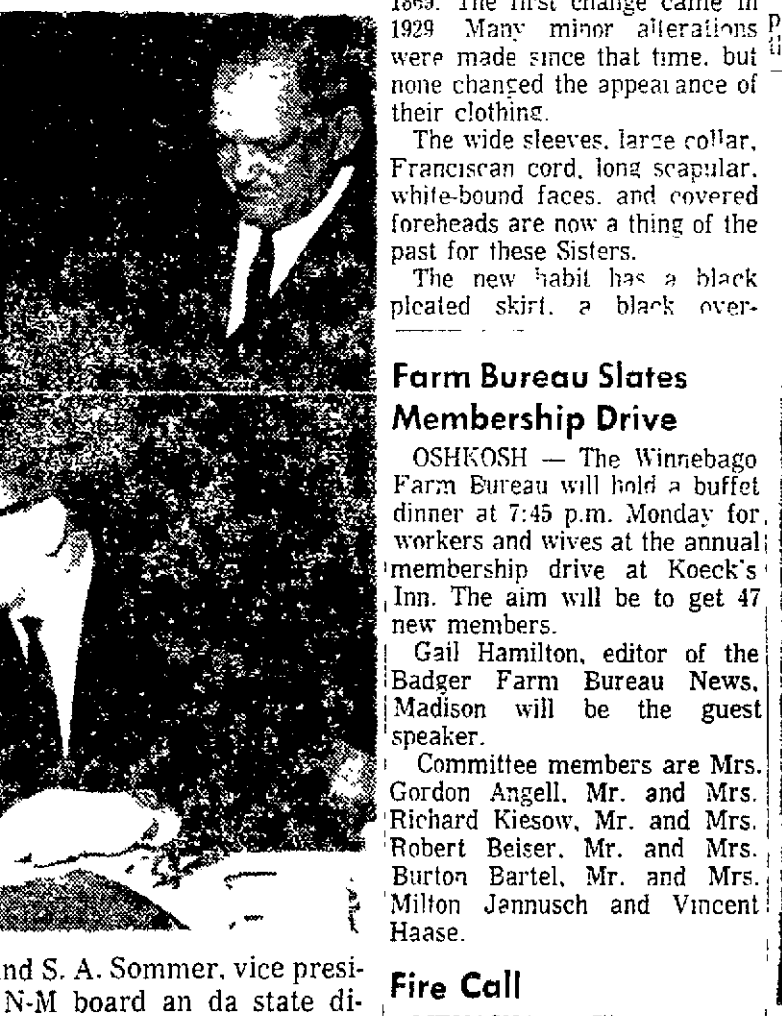 1869. The first change came in
1929 Many minor alterations
were made since that time, but
none changed the appearance of
their clothing.
The wide sleeves, large collar,
Franciscan cord, long scapular,
white-bound faces, and covered
foreheads are now a thing of the
past for these Sisters.
The new habit has a black
pleated skirt, a black over-
Farm Bureau Slates
Membership Drive
OSHKOSH — The Winnebago
Farm Bureau will hold a buffet
dinner at 7:45 p.m. Monday for
workers and wives at the annual
membership drive at Koeck's
Inn. The aim will be to get 47
new members.
Gail Hamilton, editor of the
Badger Farm Bureau News,
Madison will be the guest
speaker.
Committee members are Mrs.
Gordon Angell, Mr. and Mrs.
Richard Kiesow, Mr. and Mrs.
Robert Beiser, Mr. and Mrs.
Burton Bartel, Mr. and Mrs.
Milton Jannusch and Vincent
Haase.
Fire Call
nd S. A. Sommer, vice presi-
N-M board an da state di-